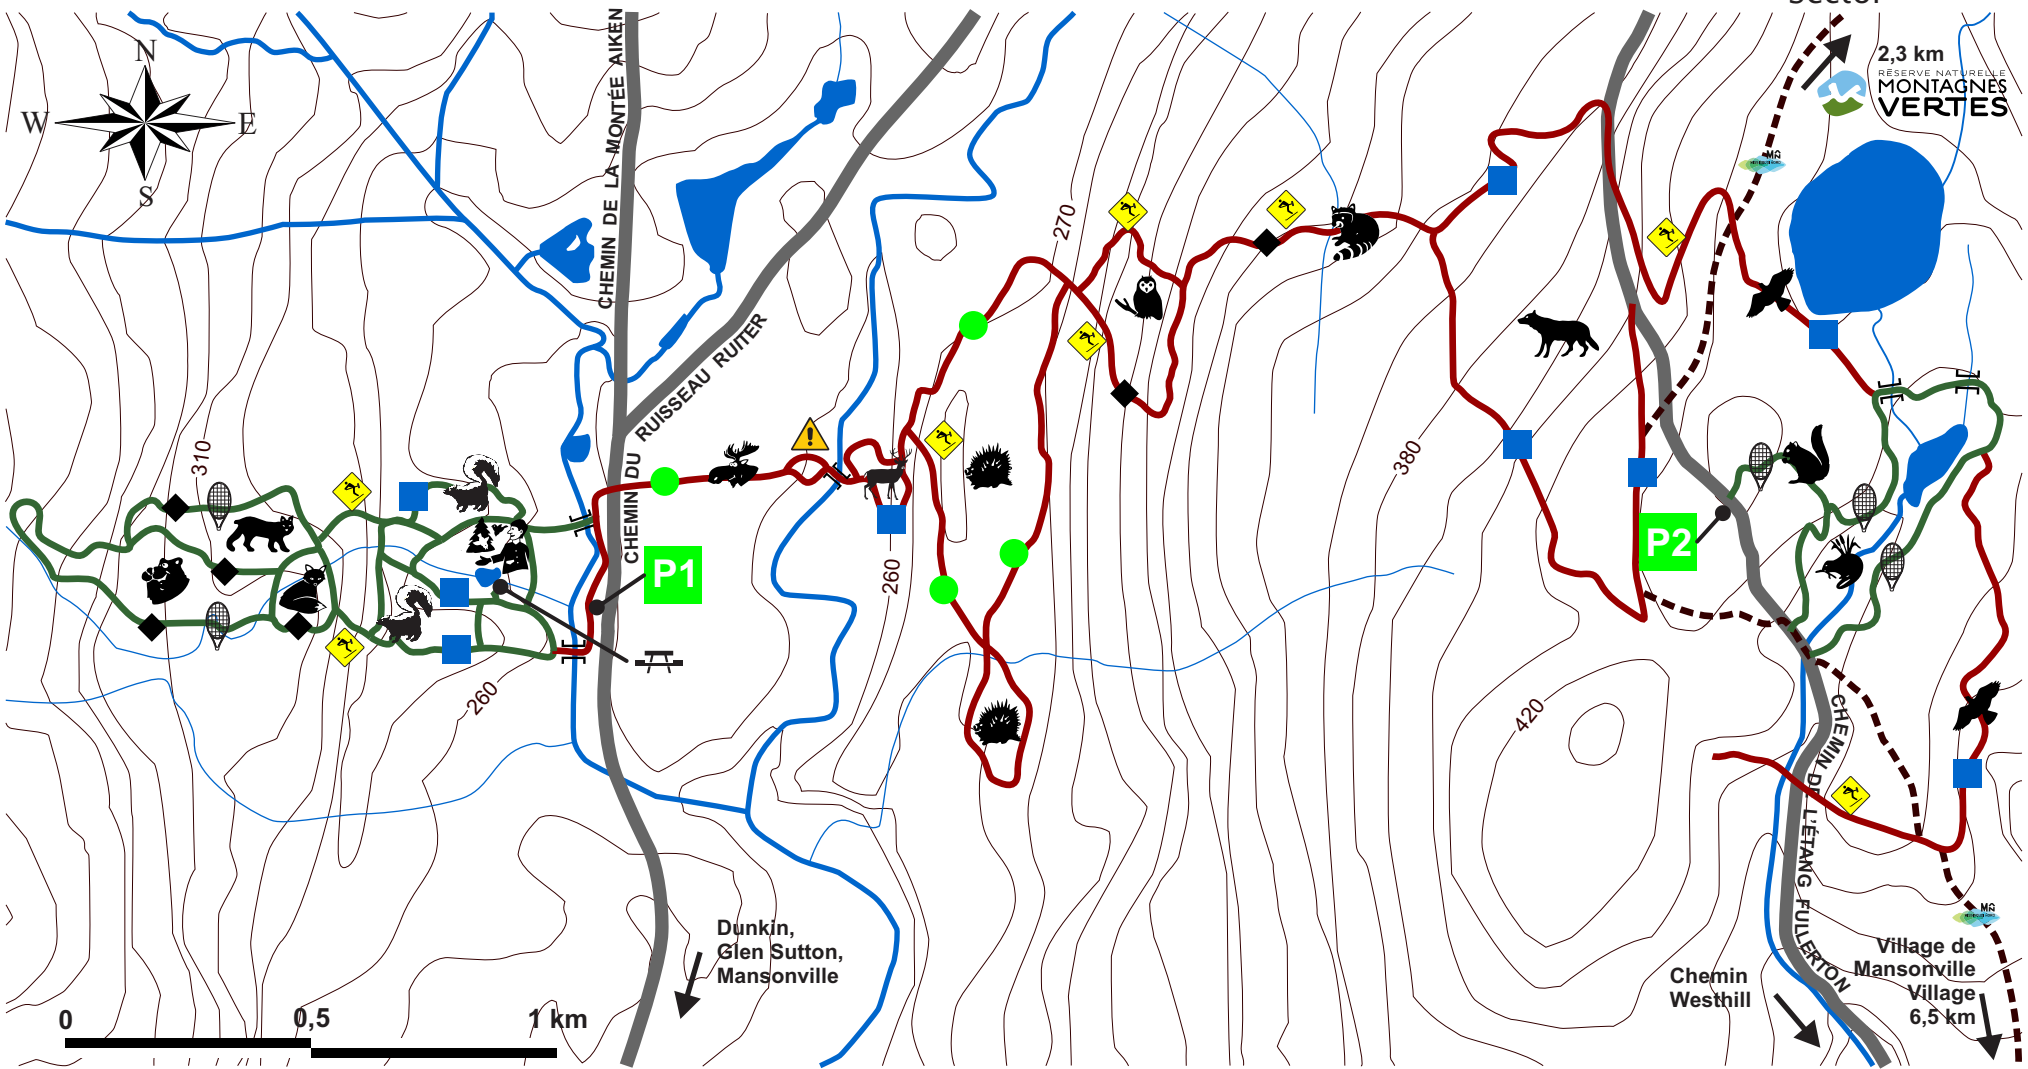 Sector
2,3 km
RÉSERVE NATURELLE
MONTAGNES
VERTES
N
W
E
S
CHEMIN DE LA MONTÉE AIKEN
CHEMIN DU
RUISSEAU RUITER
270
310
380
260
260
420
P1
P2
CHEMIN DE L'ÉTANG FULLERTON
Dunkin,
Glen Sutton,
Mansonville
Chemin
Westhill
Village de
Mansonville
Village
6,5 km
0
0,5
1 km